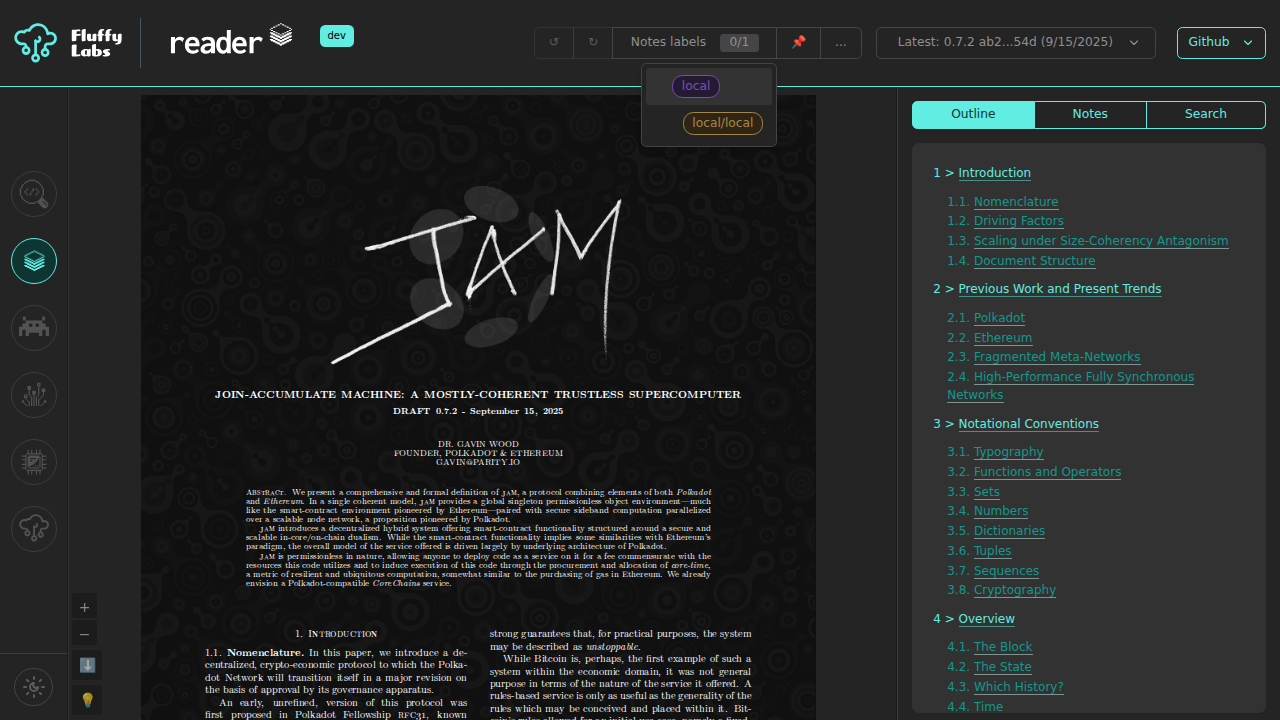 Fluffy Labs
reader
dev
↺
↻
Notes labels 0/1
📌
...
Latest: 0.7.2 ab2...54d (9/15/2025)
Github
local
local/local
Outline
Notes
Search
1 > Introduction
1.1. Nomenclature
1.2. Driving Factors
1.3. Scaling under Size-Coherency Antagonism
1.4. Document Structure
2 > Previous Work and Present Trends
2.1. Polkadot
2.2. Ethereum
2.3. Fragmented Meta-Networks
2.4. High-Performance Fully Synchronous
Networks
3 > Notational Conventions
3.1. Typography
3.2. Functions and Operators
3.3. Sets
3.4. Numbers
3.5. Dictionaries
3.6. Tuples
3.7. Sequences
3.8. Cryptography
4 > Overview
4.1. The Block
4.2. The State
4.3. Which History?
4.4. Time
JAM
JOIN-ACCUMULATE MACHINE: A MOSTLY-COHERENT TRUSTLESS SUPERCOMPUTER
DRAFT 0.7.2 - September 15, 2025
DR. GAVIN WOOD
FOUNDER, POLKADOT & ETHEREUM
GAVIN@PARITY.IO
Abstract. We present a comprehensive and formal definition of Jam, a protocol combining elements of both Polkadot
and Ethereum. In a single coherent model, Jam provides a global singleton permissionless object environment—much
like the smart-contract environment pioneered by Ethereum—paired with secure sideband computation parallelized
over a scalable node network, a proposition pioneered by Polkadot.
Jam introduces a decentralized hybrid system offering smart-contract functionality structured around a secure and
scalable in-core/on-chain dualism. While the smart-contract functionality implies some similarities with Ethereum's
paradigm, the overall model of the service offered is driven largely by underlying architecture of Polkadot.
Jam is permissionless in nature, allowing anyone to deploy code as a service on it for a fee commensurate with the
resources this code utilizes and to induce execution of this code through the procurement and allocation of core-time,
a metric of resilient and ubiquitous computation, somewhat similar to the purchasing of gas in Ethereum. We already
envision a Polkadot-compatible CoreChains service.
1. Introduction
1.1. Nomenclature. In this paper, we introduce a de-
centralized, crypto-economic protocol to which the Polka-
dot Network will transition itself in a major revision on
the basis of approval by its governance apparatus.
An early, unrefined, version of this protocol was
first proposed in Polkadot Fellowship RFC31, known
strong guarantees that, for practical purposes, the system
may be described as unstoppable.
While Bitcoin is, perhaps, the first example of such a
system within the economic domain, it was not general
purpose in terms of the nature of the service it offered. A
rules-based service is only as useful as the generality of the
rules which may be conceived and placed within it. Bit-
+
−